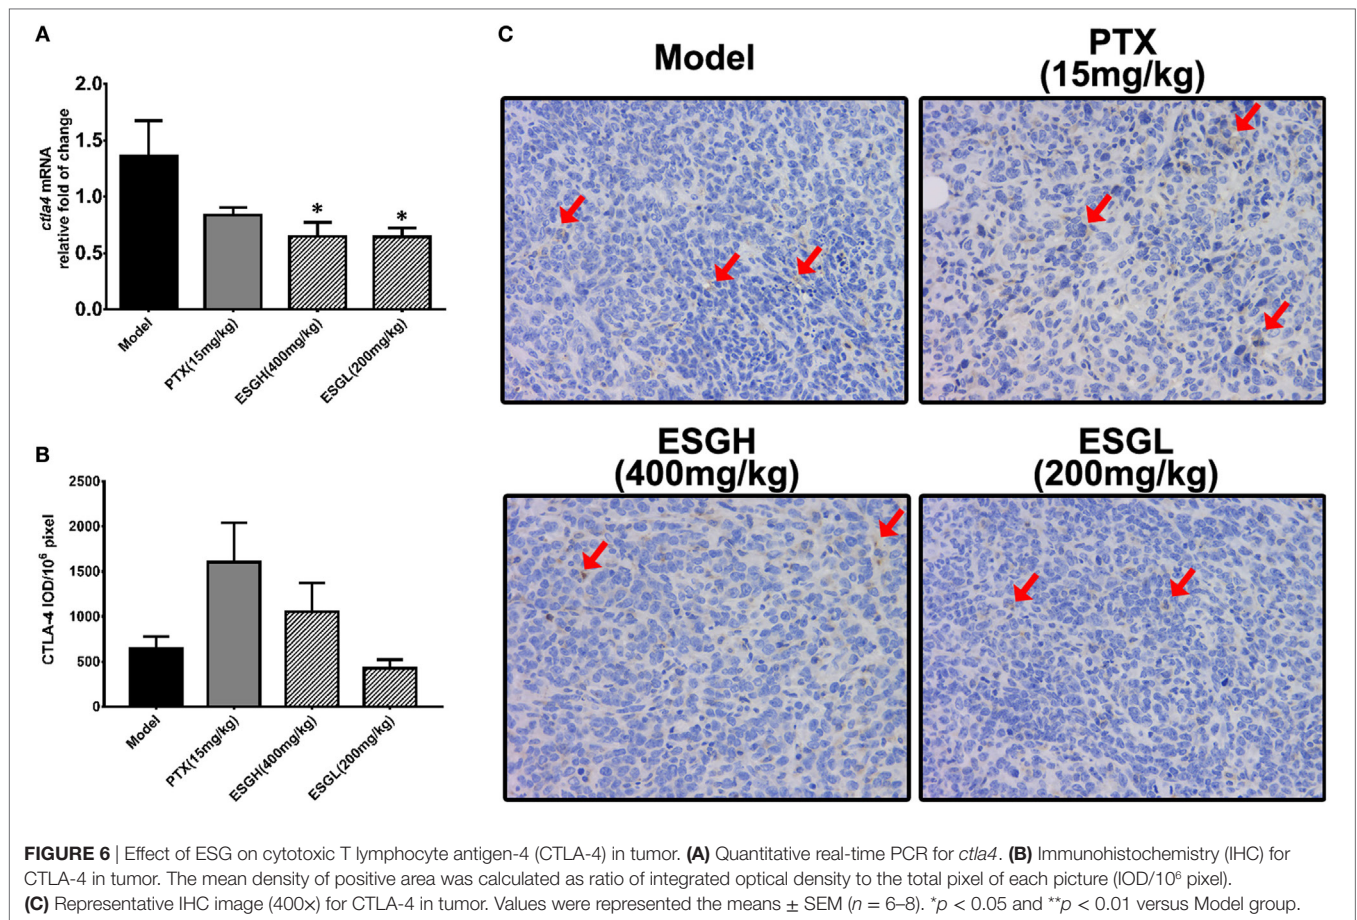 A
ctla4 mRNA
relative fold of change
2.0
1.5
1.0
0.5
0.0
* *
Model
PTX(15mg/kg)
ESGH(400mg/kg)
ESGL(200mg/kg)
B
CTLA-4 IOD/10⁶ pixel
2500
2000
1500
1000
500
0
Model
PTX(15mg/kg)
ESGH(400mg/kg)
ESGL(200mg/kg)
C
Model
PTX
(15mg/kg)
ESGH
(400mg/kg)
ESGL
(200mg/kg)
FIGURE 6 | Effect of ESG on cytotoxic T lymphocyte antigen-4 (CTLA-4) in tumor. (A) Quantitative real-time PCR for ctla4. (B) Immunohistochemistry (IHC) for
CTLA-4 in tumor. The mean density of positive area was calculated as ratio of integrated optical density to the total pixel of each picture (IOD/10⁶ pixel).
(C) Representative IHC image (400×) for CTLA-4 in tumor. Values were represented the means ± SEM (n = 6–8). *p < 0.05 and **p < 0.01 versus Model group.